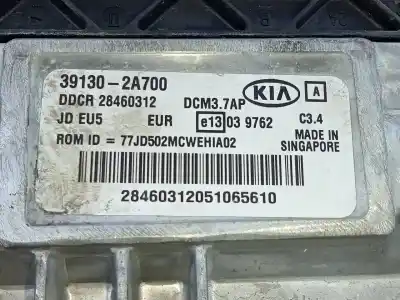 39130-2A700
DDCR 28460312 DCM3.7AP KIA A
JD EU5 EUR e13 03 9762 C3.4
ROM ID = 77JD502MCWEHIA02 MADE IN SINGAPORE
28460312051065610